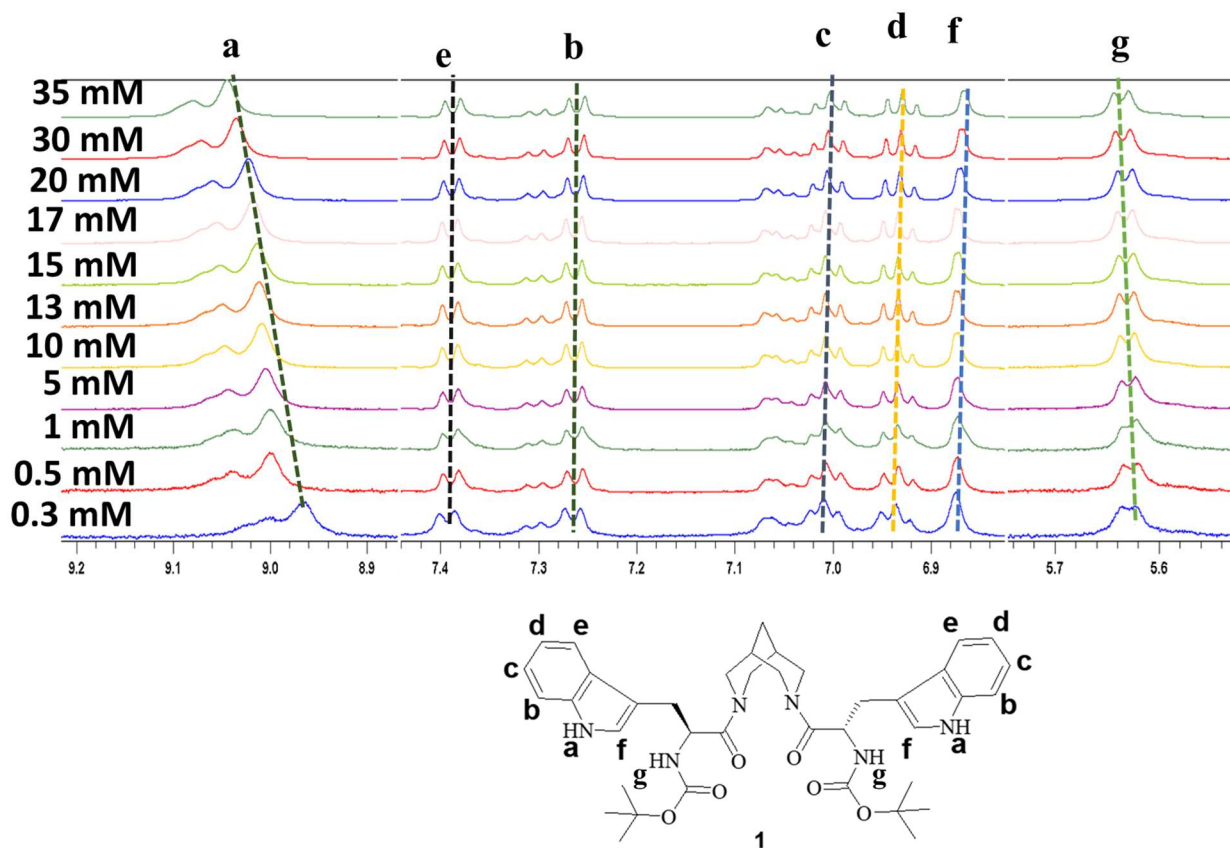 a e b c d f g
35 mM
30 mM
20 mM
17 mM
15 mM
13 mM
10 mM
5 mM
1 mM
0.5 mM
0.3 mM
9.2 9.1 9.0 8.9 7.4 7.3 7.2 7.1 7.0 6.9 5.7 5.6
d e e d
c c
b N N b
HN f O O f NH
a HN NH a
g g
O O O O
1